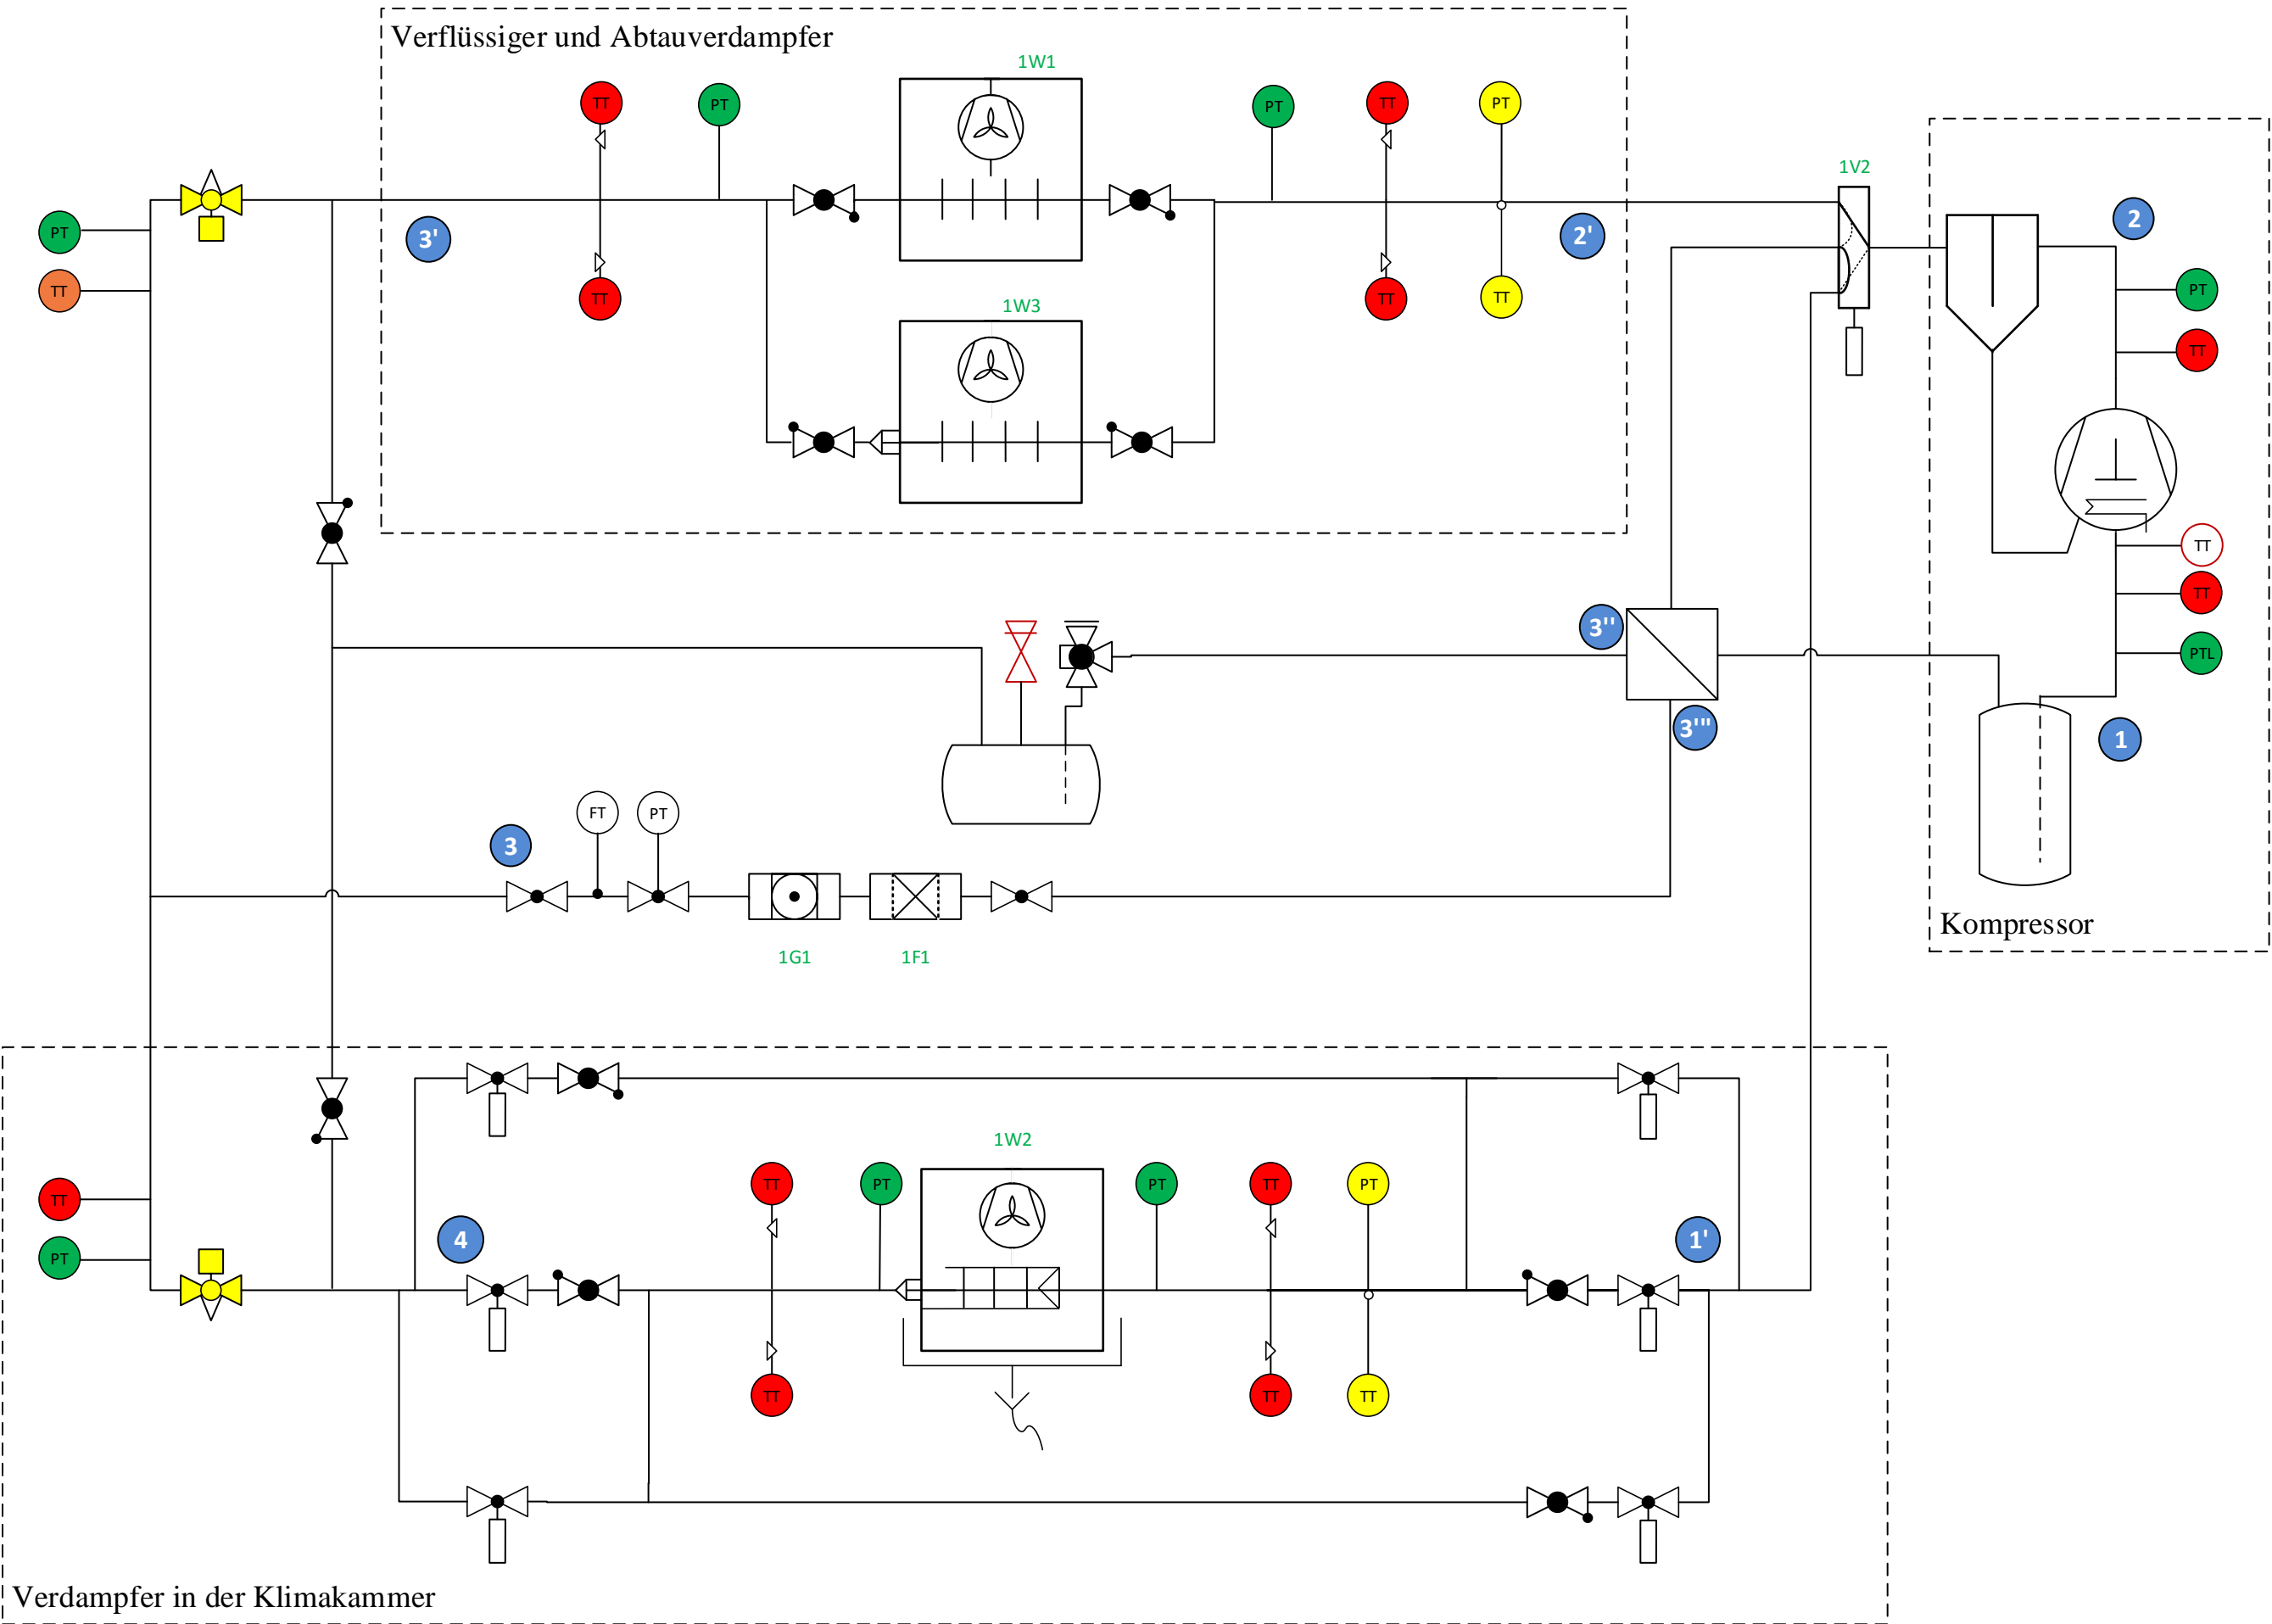 Verflüssiger und Abtauverdampfer
1W1
TT
PT
PT
TT
PT
1V2
2
PT
TT
3'
2'
PT
TT
TT
TT
TT
1W3
TT
TT
TT
PTL
3''
3'"
1
FT
PT
3
1G1
1F1
Kompressor
1W2
TT
PT
PT
TT
PT
TT
PT
4
1'
TT
TT
TT
Verdampfer in der Klimakammer